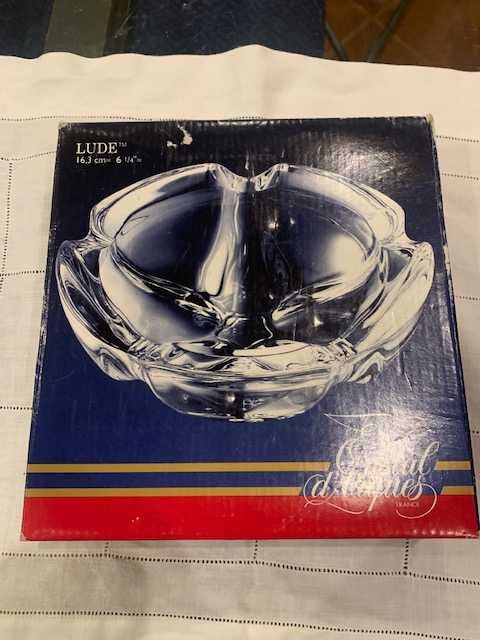 LUDE™
16,3 cm= 6 1/4"in
Cristal
d'Arques
FRANCE